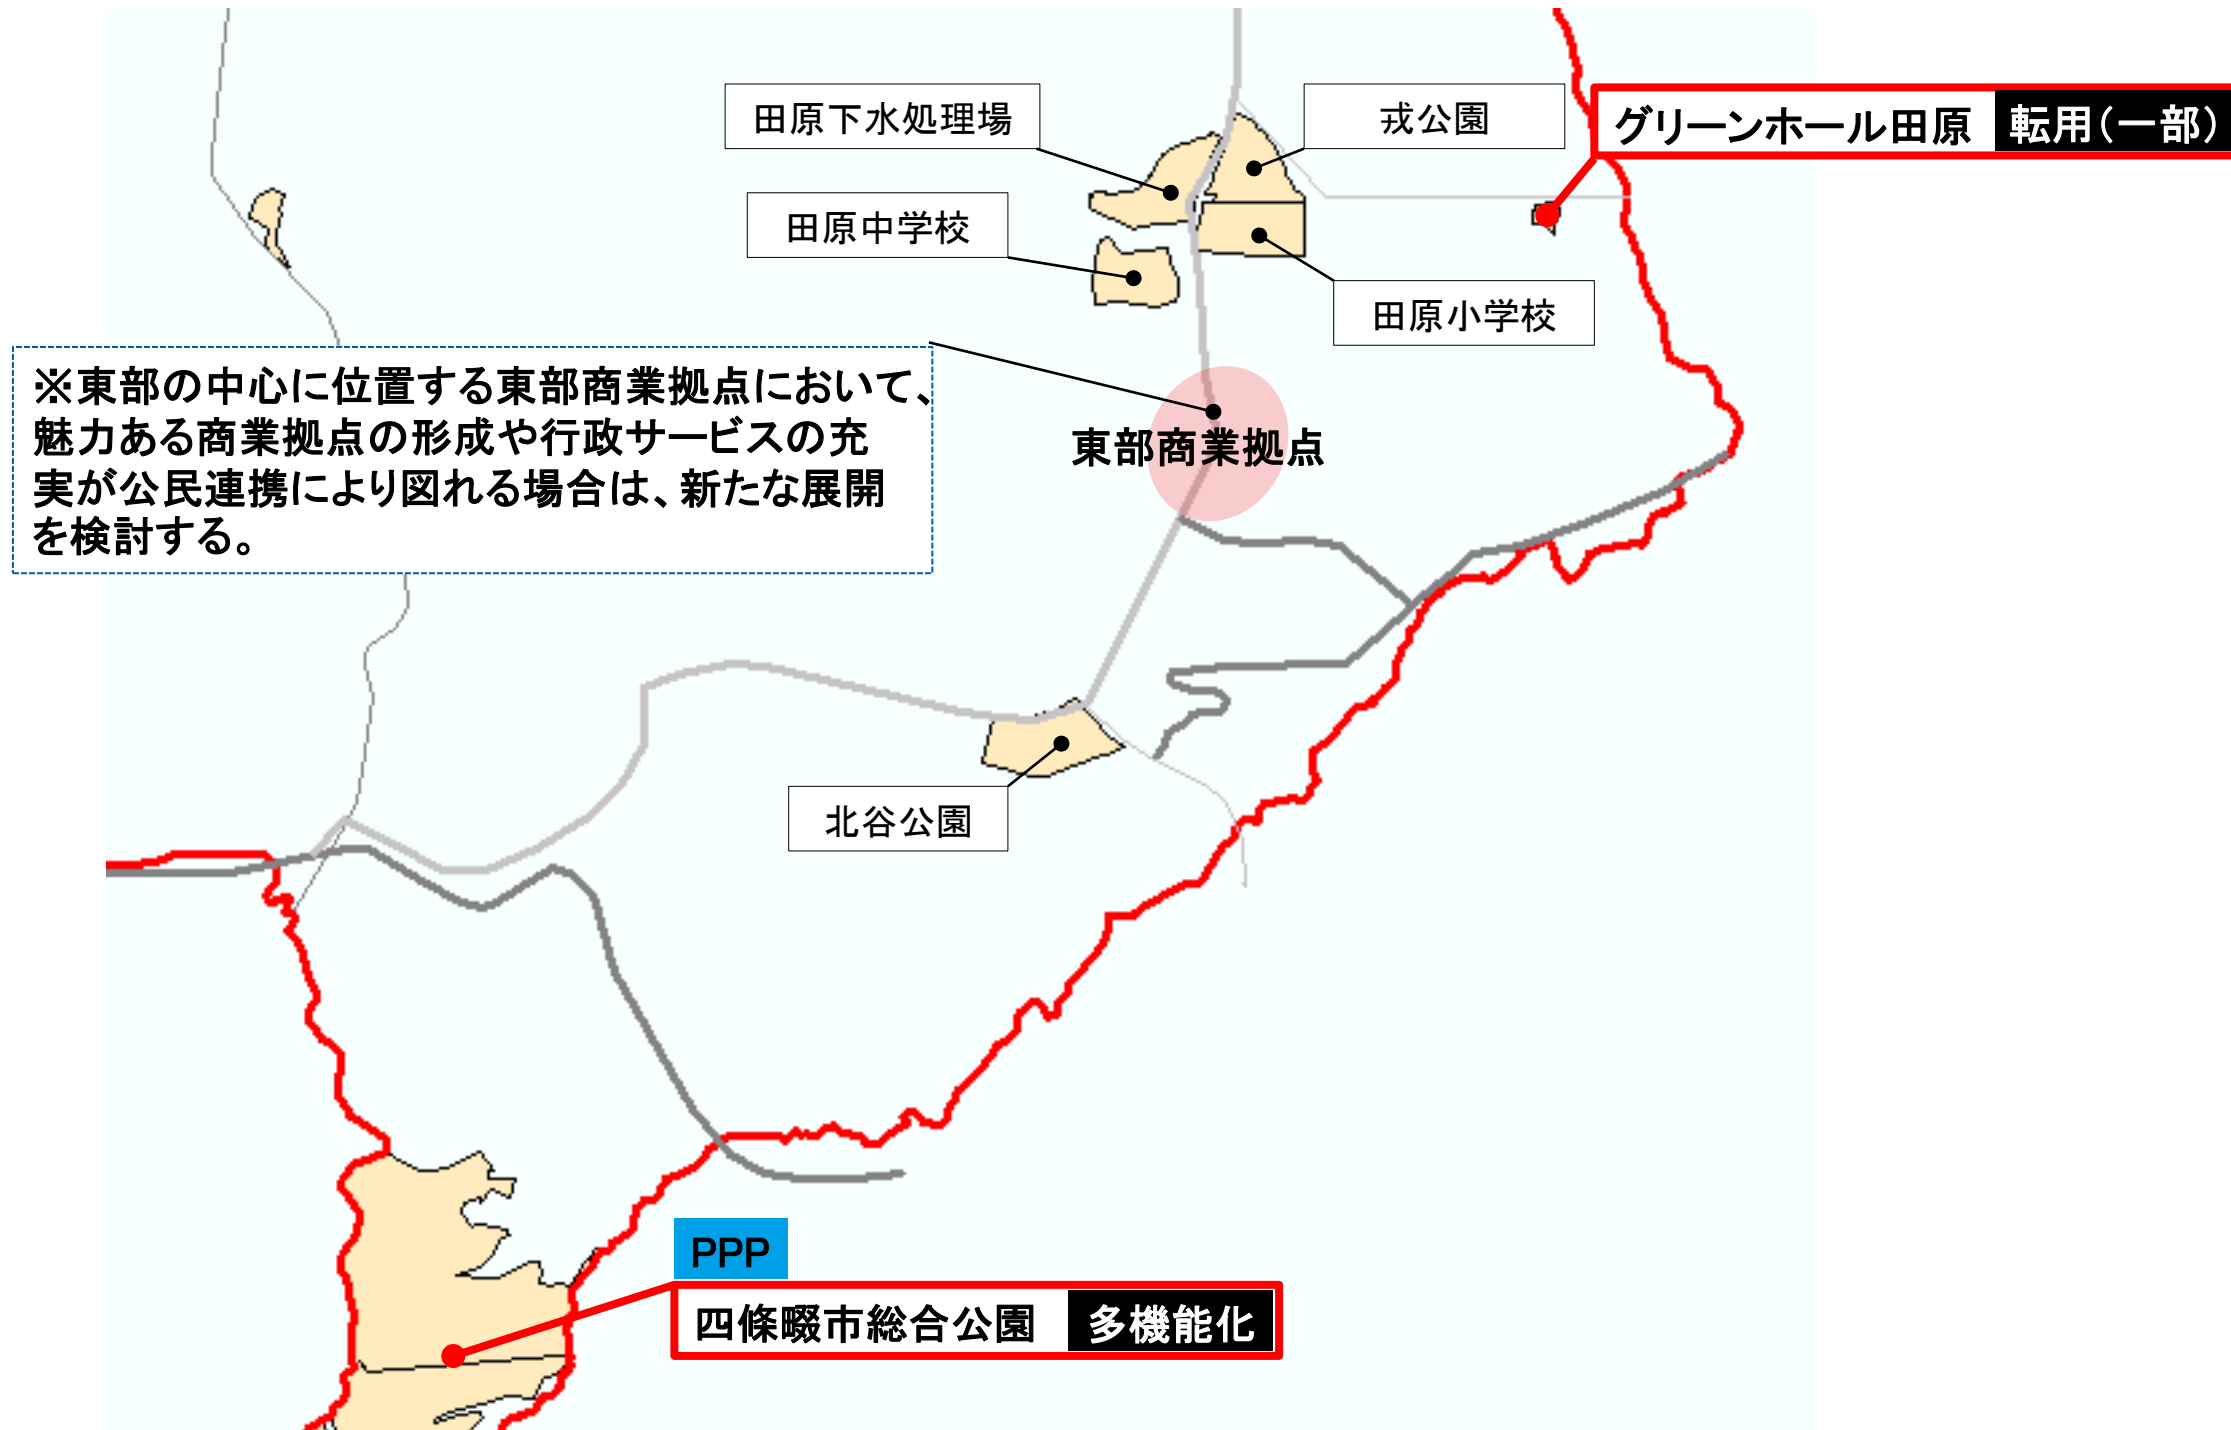 田原下水処理場
戎公園
グリーンホール田原 転用(一部)
田原中学校
田原小学校
※東部の中心に位置する東部商業拠点において、
魅力ある商業拠点の形成や行政サービスの充
実が公民連携により図れる場合は、新たな展開
を検討する。
東部商業拠点
北谷公園
PPP
四條畷市総合公園 多機能化